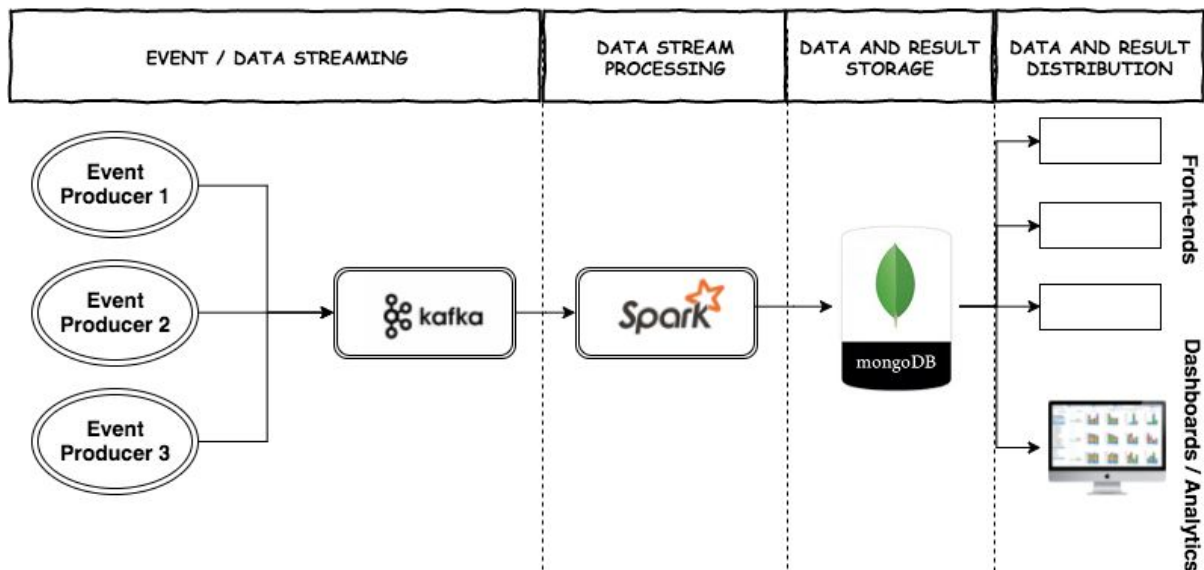 EVENT / DATA STREAMING
DATA STREAM
PROCESSING
DATA AND RESULT
STORAGE
DATA AND RESULT
DISTRIBUTION
Event
Producer 1
Event
Producer 2
Event
Producer 3
kafka
Spark
mongoDB
Front-ends
Dashboards / Analytics